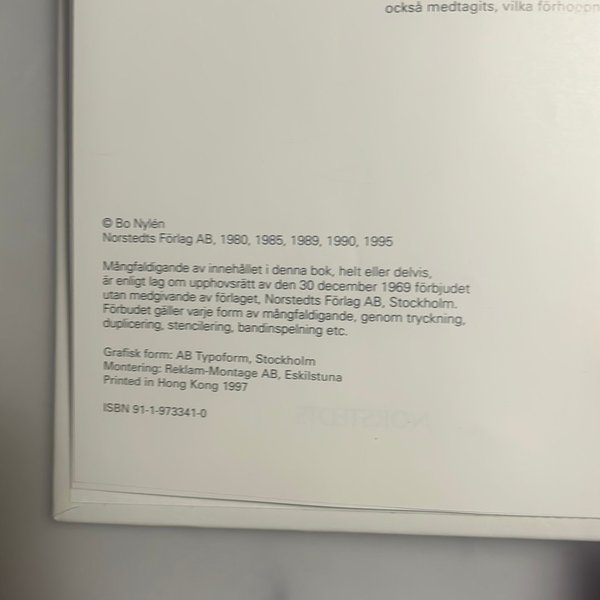 också medtagits, vilka
© Bo Nylén
Norstedts Förlag AB, 1980, 1985, 1989, 1990, 1995
Mångfaldigande av innehållet i denna bok, helt eller delvis,
är enligt lag om upphovsrätt av den 30 december 1969 förbjudet
utan medgivande av förlaget, Norstedts Förlag AB, Stockholm.
Förbudet gäller varje form av mångfaldigande, genom tryckning,
duplicering, stencilering, bandinspelning etc.
Grafisk form: AB Typoform, Stockholm
Montering: Reklam-Montage AB, Eskilstuna
Printed in Hong Kong 1997
ISBN 91-1-973341-0